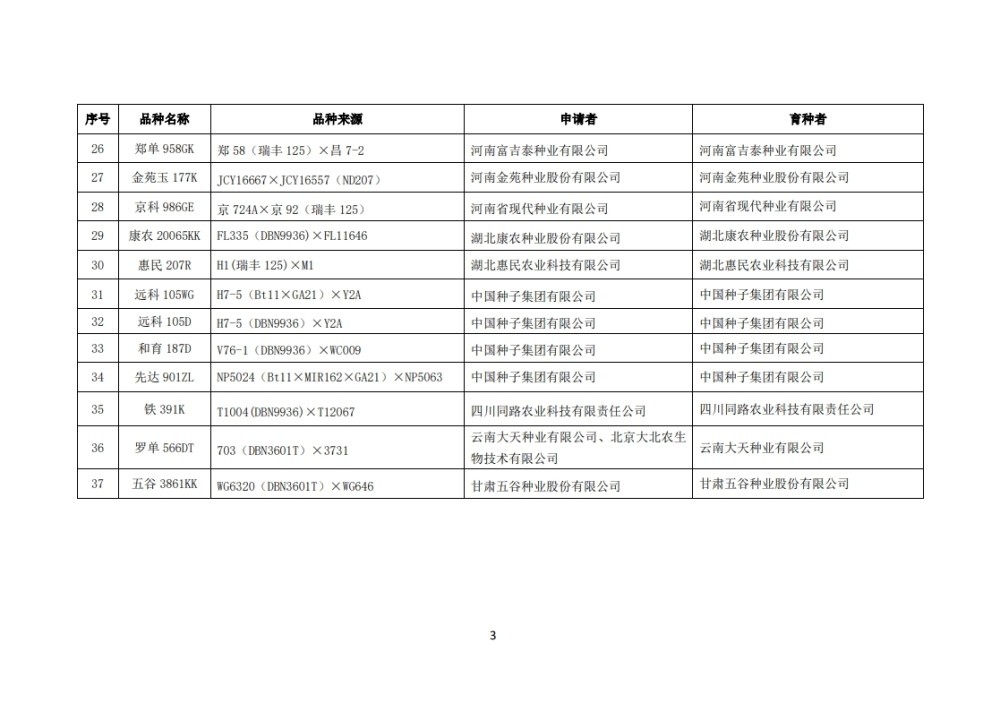 序号 品种名称 品种来源 申请者 育种者
26 郑单 958GK 郑 58（瑞丰 125）×昌 7-2 河南富吉泰种业有限公司 河南富吉泰种业有限公司
27 金苑玉 177K JCY16667×JCY16557（ND207） 河南金苑种业股份有限公司 河南金苑种业股份有限公司
28 京科 986GE 京 724A×京 92（瑞丰 125） 河南省现代种业有限公司 河南省现代种业有限公司
29 康农 20065KK FL335（DBN9936)×FL11646 湖北康农种业股份有限公司 湖北康农种业股份有限公司
30 惠民 207R H1(瑞丰 125)×M1 湖北惠民农业科技有限公司 湖北惠民农业科技有限公司
31 远科 105WG H7-5（Bt11×GA21）×Y2A 中国种子集团有限公司 中国种子集团有限公司
32 远科 105D H7-5（DBN9936）×Y2A 中国种子集团有限公司 中国种子集团有限公司
33 和育 187D V76-1（DBN9936）×WC009 中国种子集团有限公司 中国种子集团有限公司
34 先达 901ZL NP5024（Bt11×MIR162×GA21）×NP5063 中国种子集团有限公司 中国种子集团有限公司
35 铁 391K T1004(DBN9936)×T12067 四川同路农业科技有限责任公司 四川同路农业科技有限责任公司
36 罗单 566DT 703（DBN3601T）×3731 云南大天种业有限公司、北京大北农生
物技术有限公司 云南大天种业有限公司
37 五谷 3861KK WG6320（DBN3601T）×WG646 甘肃五谷种业股份有限公司 甘肃五谷种业股份有限公司
3